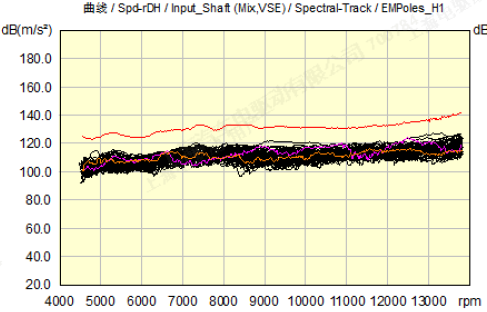 曲线 / Spd-rDH / Input_Shaft (Mix,VSE) / Spectral-Track / EMPoles_H1
dB(m/s²)
dB
180.0
160.0
140.0
120.0
100.0
80.0
60.0
40.0
20.0
4000 5000 6000 7000 8000 9000 10000 11000 12000 13000 rpm